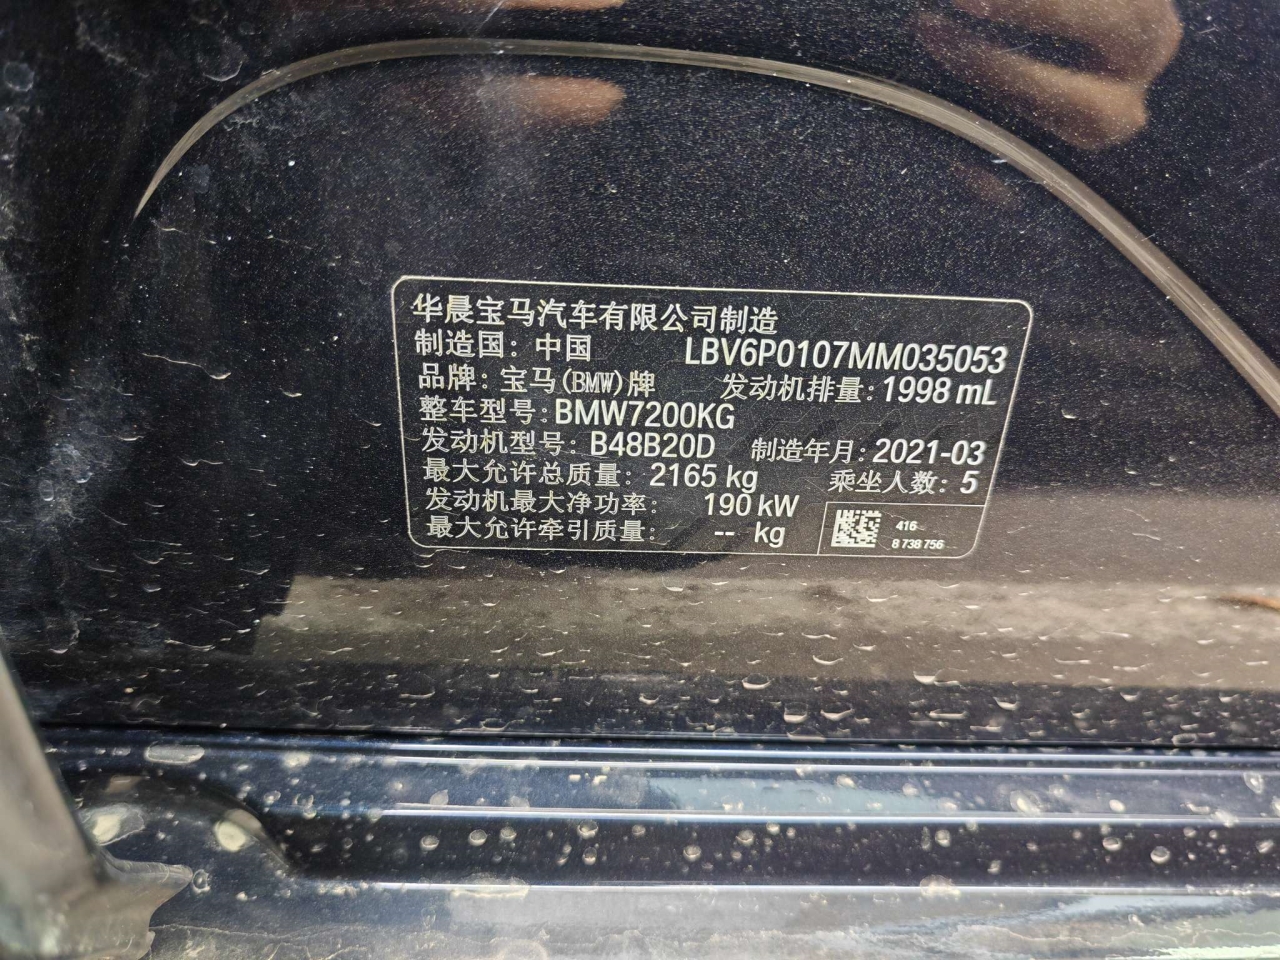 华晨宝马汽车有限公司制造
制造国：中国 LBV6P0107MM035053
品牌：宝马(BMW)牌 发动机排量：1998 mL
整车型号：BMW7200KG
发动机型号：B48B20D 制造年月：2021-03
最大允许总质量：2165 kg 乘坐人数：5
发动机最大净功率：190 kW
最大允许牵引质量：-- kg
416
8 738 756